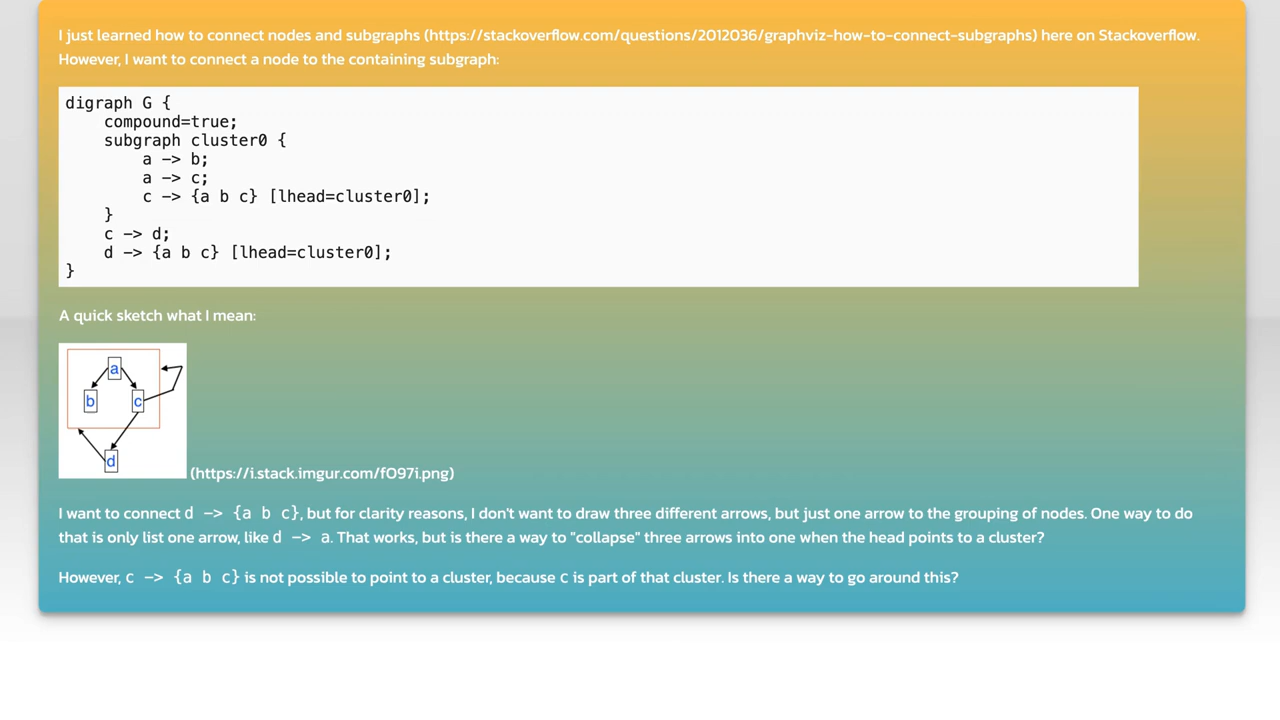 I just learned how to connect nodes and subgraphs (https://stackoverflow.com/questions/2012036/graphviz-how-to-connect-subgraphs) here on Stackoverflow.
However, I want to connect a node to the containing subgraph:
digraph G {
    compound=true;
    subgraph cluster0 {
        a -> b;
        a -> c;
        c -> {a b c} [lhead=cluster0];
    }
    c -> d;
    d -> {a b c} [lhead=cluster0];
}
A quick sketch what I mean:
a
b c
d
(https://i.stack.imgur.com/fO97i.png)
I want to connect d -> {a b c}, but for clarity reasons, I don't want to draw three different arrows, but just one arrow to the grouping of nodes. One way to do
that is only list one arrow, like d -> a. That works, but is there a way to "collapse" three arrows into one when the head points to a cluster?
However, c -> {a b c} is not possible to point to a cluster, because c is part of that cluster. Is there a way to go around this?